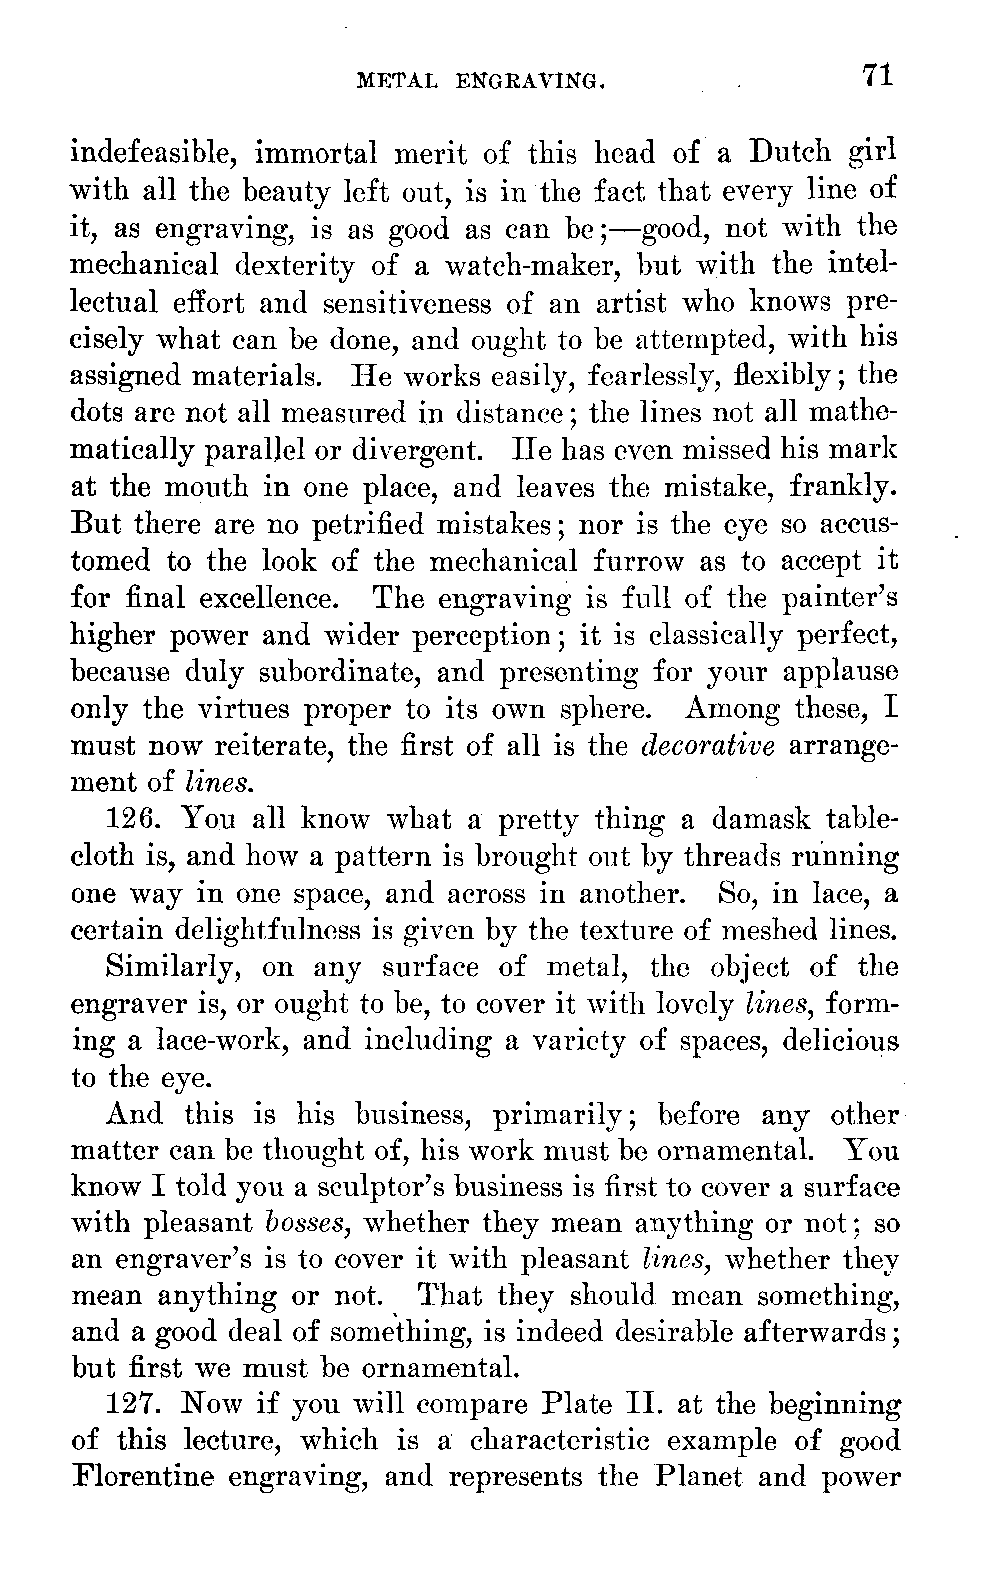 METAL ENGRAVING. 71
indefeasible, immortal merit of this head of a Dutch girl
with all the beauty left out, is in the fact that every line of
it, as engraving, is as good as can be;—good, not with the
mechanical dexterity of a watch-maker, but with the intel-
lectual effort and sensitiveness of an artist who knows pre-
cisely what can be done, and ought to be attempted, with his
assigned materials. He works easily, fearlessly, flexibly; the
dots are not all measured in distance; the lines not all mathe-
matically parallel or divergent. He has even missed his mark
at the mouth in one place, and leaves the mistake, frankly.
But there are no petrified mistakes; nor is the eye so accus-
tomed to the look of the mechanical furrow as to accept it
for final excellence. The engraving is full of the painter's
higher power and wider perception; it is classically perfect,
because duly subordinate, and presenting for your applause
only the virtues proper to its own sphere. Among these, I
must now reiterate, the first of all is the decorative arrange-
ment of lines.
126. You all know what a pretty thing a damask table-
cloth is, and how a pattern is brought out by threads running
one way in one space, and across in another. So, in lace, a
certain delightfulness is given by the texture of meshed lines.
Similarly, on any surface of metal, the object of the
engraver is, or ought to be, to cover it with lovely lines, form-
ing a lace-work, and including a variety of spaces, delicious
to the eye.
And this is his business, primarily; before any other
matter can be thought of, his work must be ornamental. You
know I told you a sculptor's business is first to cover a surface
with pleasant bosses, whether they mean anything or not; so
an engraver's is to cover it with pleasant lines, whether they
mean anything or not. That they should mean something,
and a good deal of something, is indeed desirable afterwards;
but first we must be ornamental.
127. Now if you will compare Plate II. at the beginning
of this lecture, which is a characteristic example of good
Florentine engraving, and represents the Planet and power